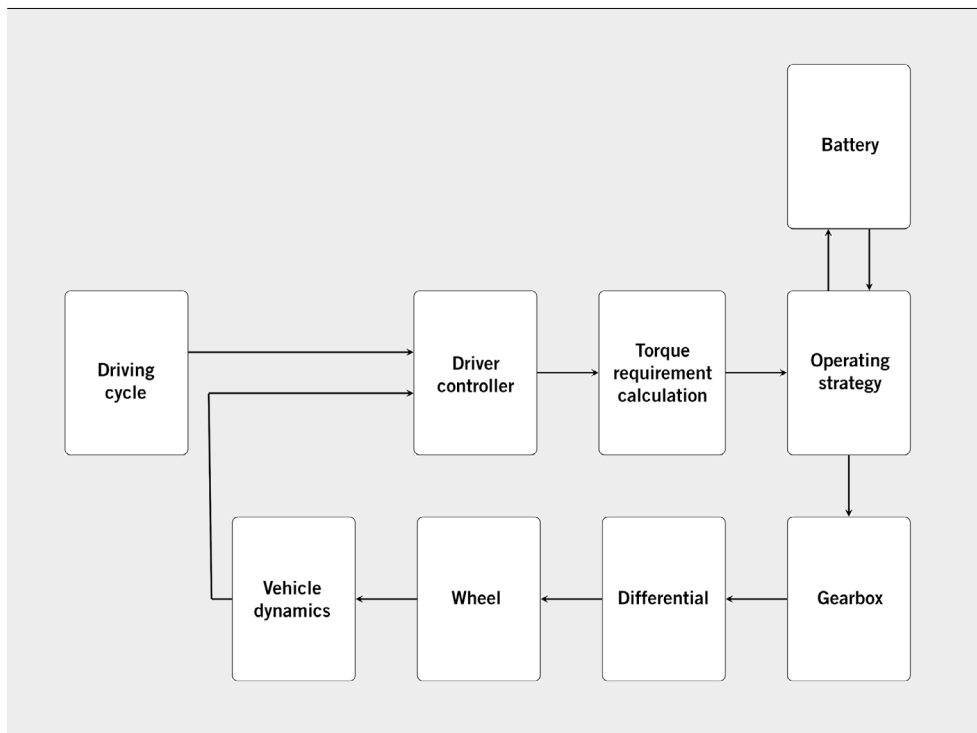 Battery
Driving
cycle
Driver
controller
Torque
requirement
calculation
Operating
strategy
Vehicle
dynamics
Wheel
Differential
Gearbox